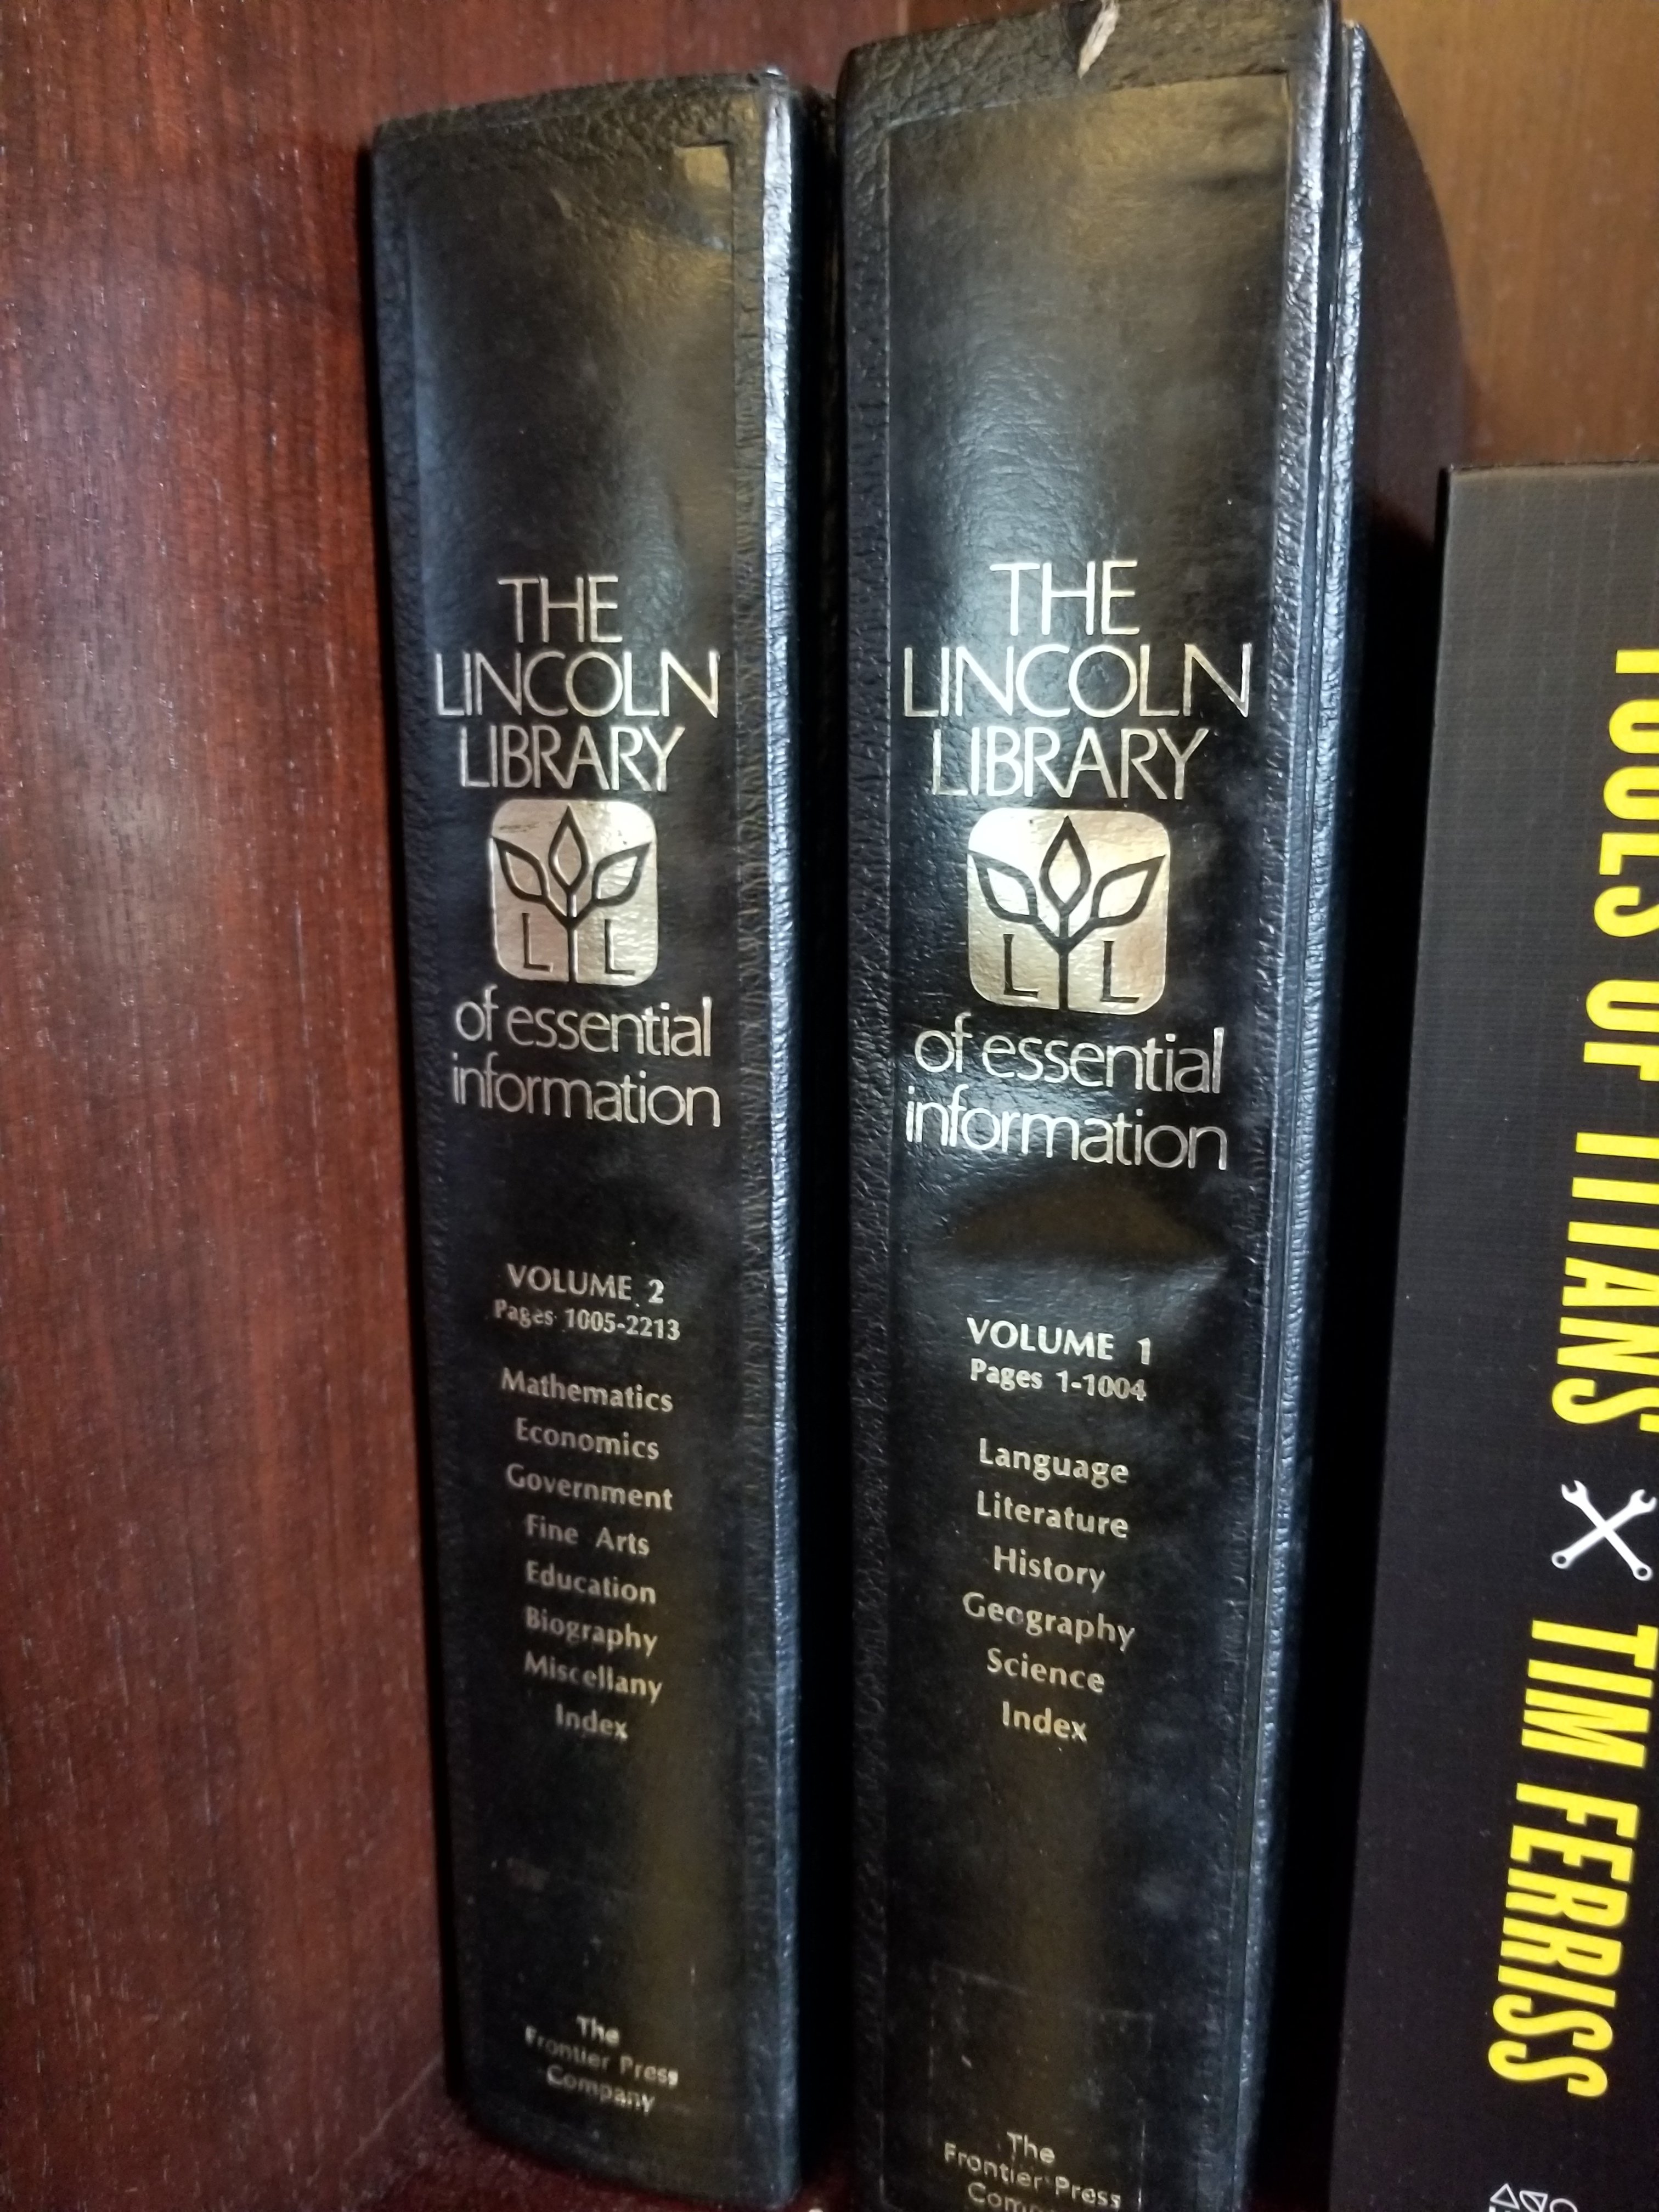 THE
LINCOLN
LIBRARY
L L
of essential
information
VOLUME 2
Pages 1005-2213
Mathematics
Economics
Government
Fine Arts
Education
Biography
Miscellany
Index
The
Frontier Press
Company
THE
LINCOLN
LIBRARY
L L
of essential
information
VOLUME 1
Pages 1-1004
Language
Literature
History
Geography
Science
Index
The
Frontier Press
TOOLS OF TITANS TIM FERRISS